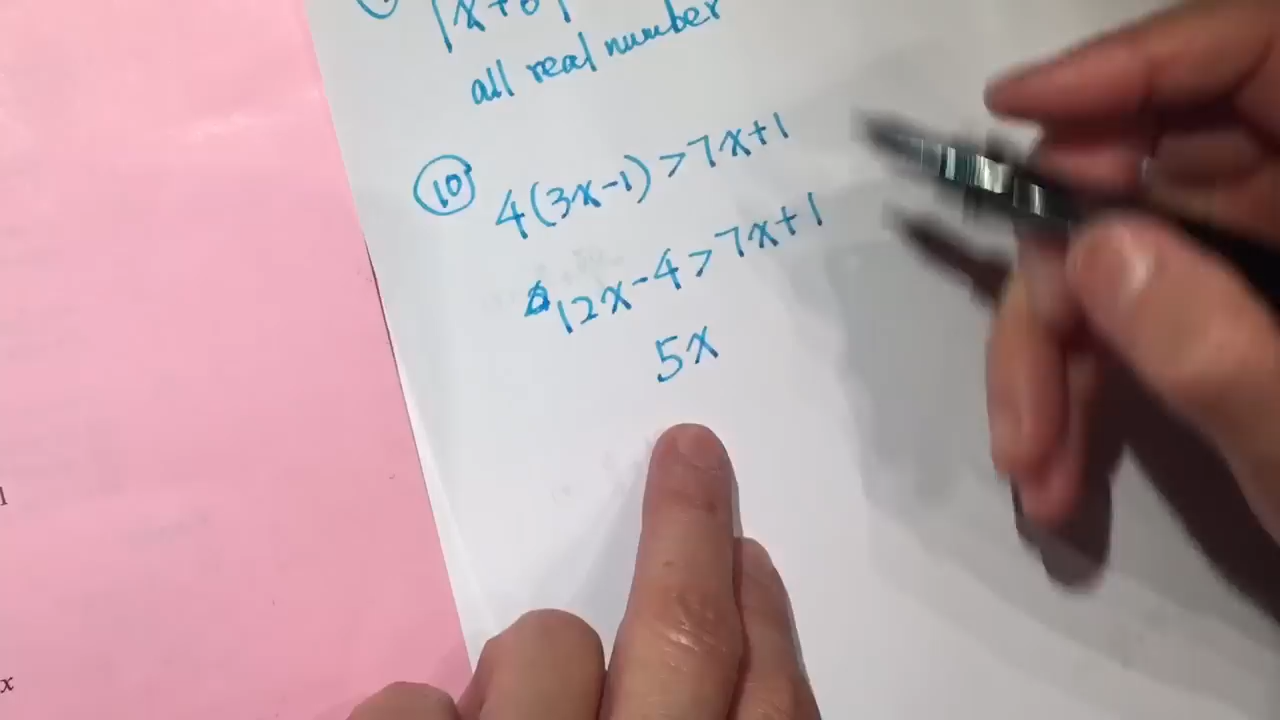 all real number
10 4(3x-1)>7x+1
12x-4>7x+1
5x
x